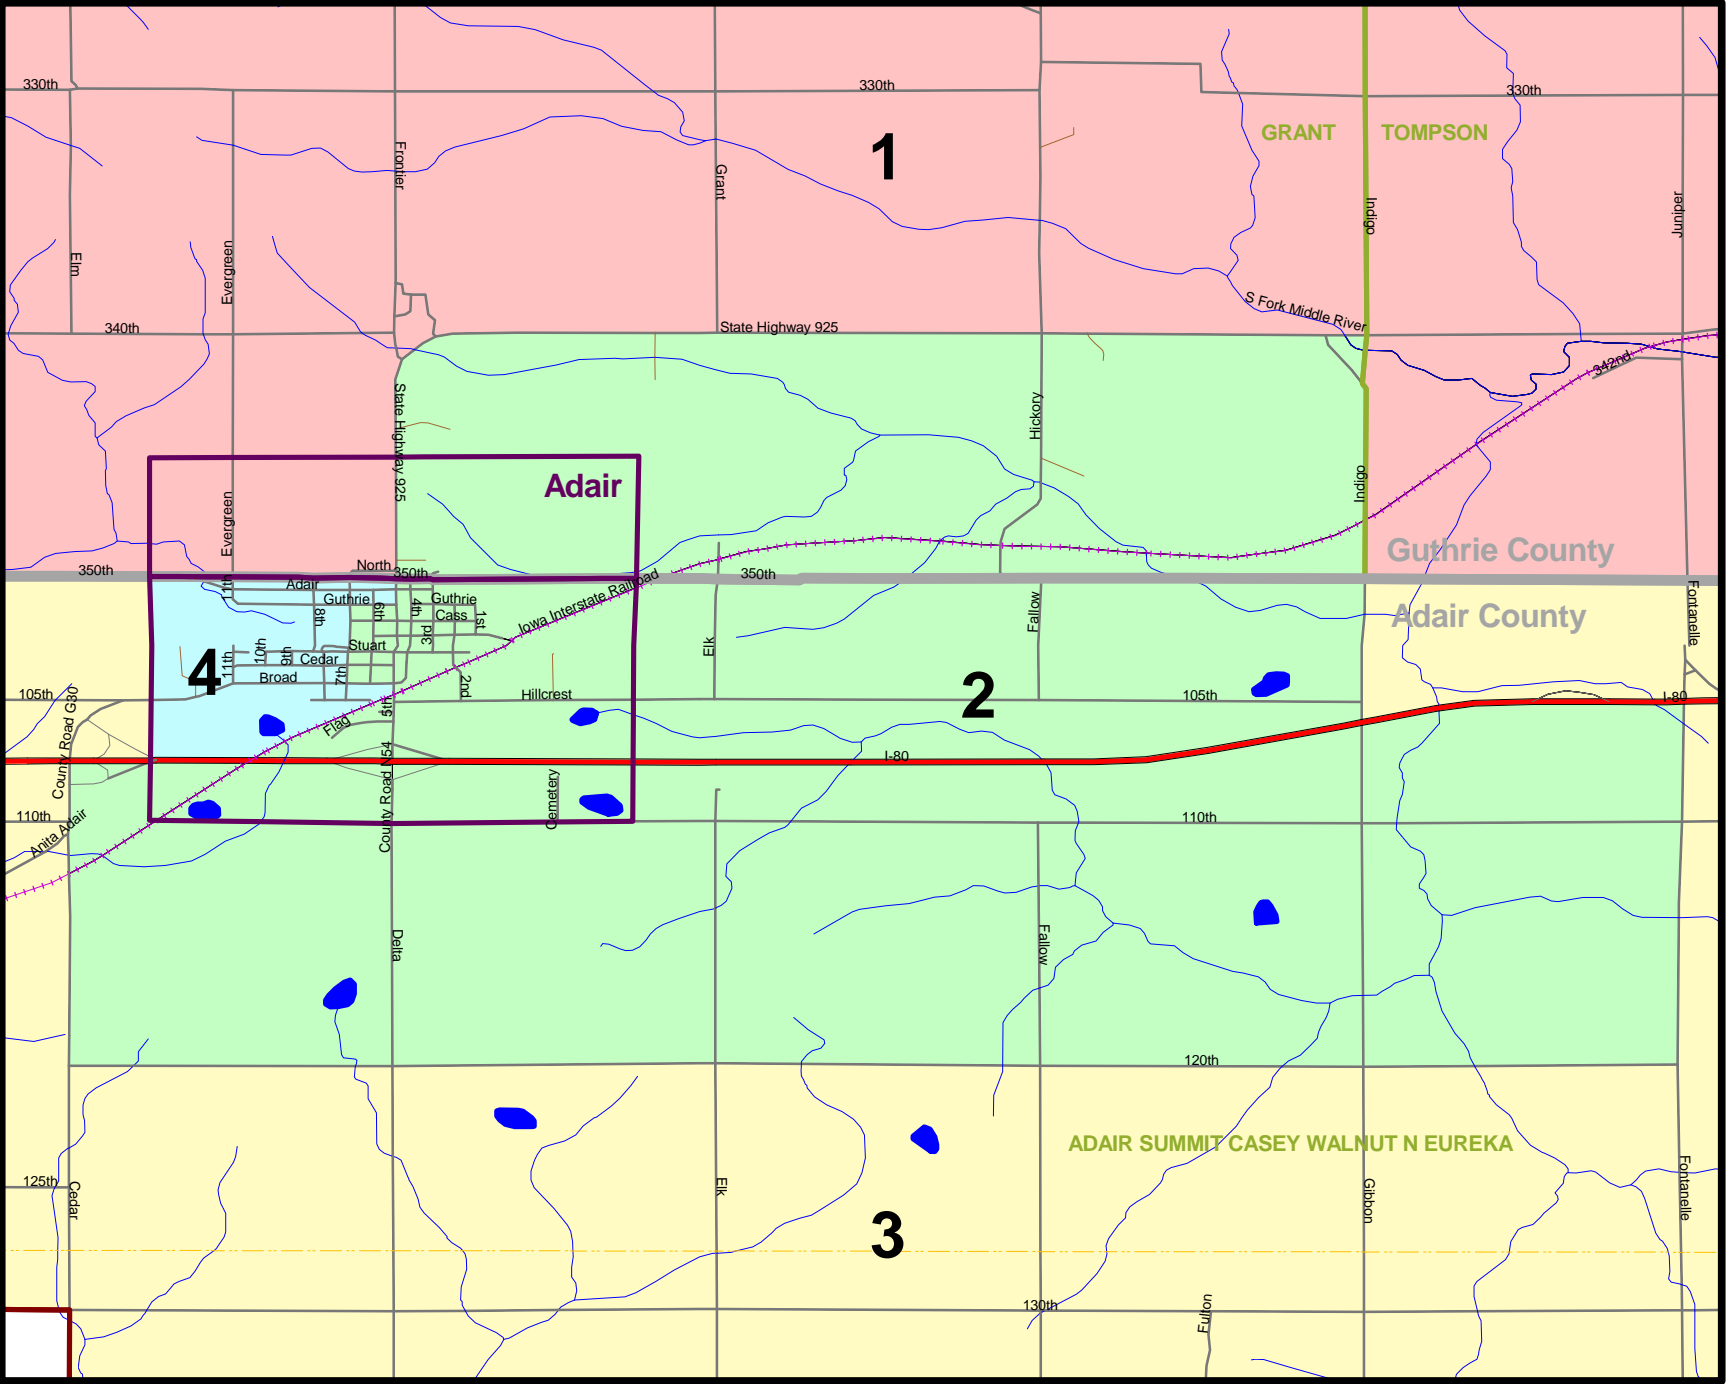 330th
330th
330th
1
GRANT
TOMPSON
Frontier
Grant
Indigo
Juniper
Elm
Evergreen
S Fork Middle River
340th
State Highway 925
342nd
State Highway 925
Hickory
Adair
Indigo
Evergreen
Guthrie County
350th
North
350th
350th
Adair County
11th
Adair
Guthrie
8th
6th
4th
Guthrie
Cass
1st
3rd
Iowa Interstate Railroad
Elk
Fallow
Fontanelle
Stuart
10th
9th
Cedar
11th
4
Broad
7th
2nd
2
105th
County Road G30
Hillcrest
105th
I-80
5th
Flag
I-80
County Road N54
Cemetery
110th
Anita Adair
110th
Delta
Fallow
120th
ADAIR SUMMIT CASEY WALNUT N EUREKA
125th
Cedar
Elk
Gibbon
Fontanelle
3
130th
Fulton